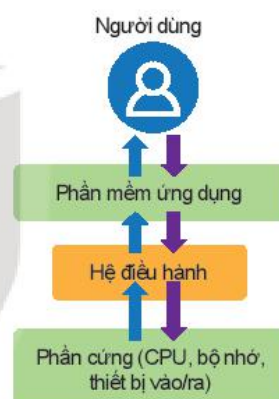 Người dùng
Phần mềm ứng dụng
Hệ điều hành
Phần cứng (CPU, bộ nhớ,
thiết bị vào/ra)